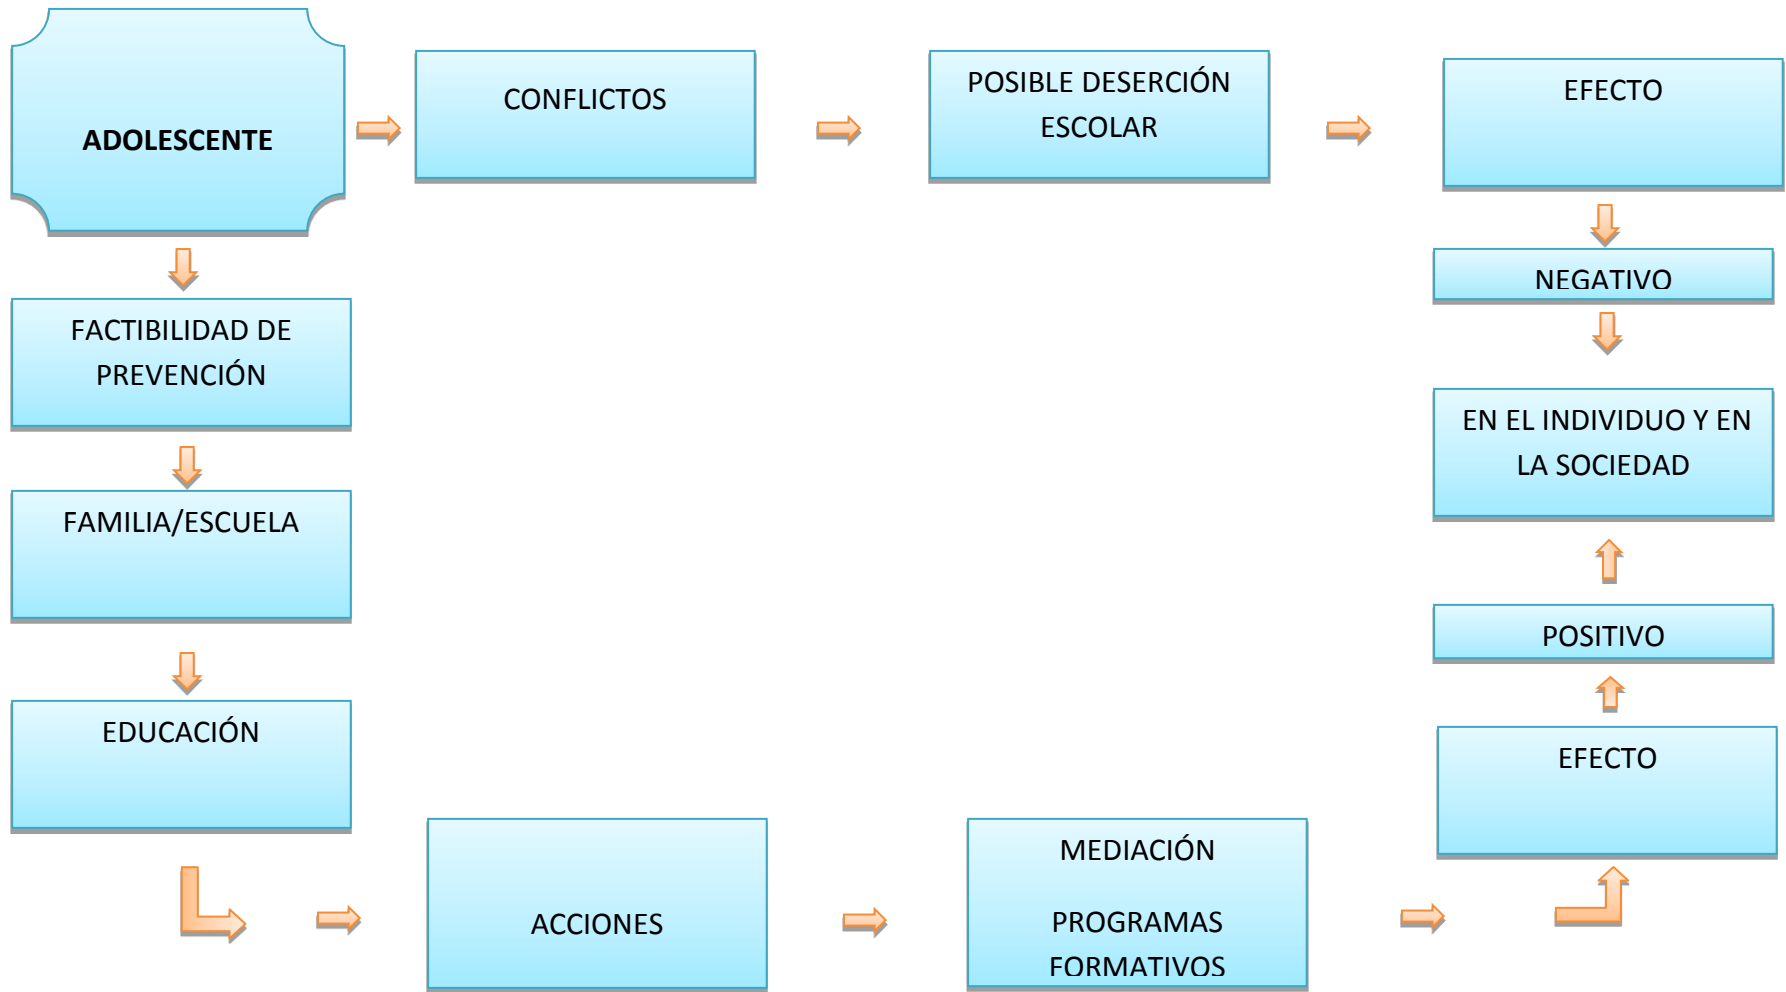 ADOLESCENTE
CONFLICTOS
POSIBLE DESERCIÓN
ESCOLAR
EFECTO
NEGATIVO
FACTIBILIDAD DE
PREVENCIÓN
EN EL INDIVIDUO Y EN
LA SOCIEDAD
FAMILIA/ESCUELA
POSITIVO
EDUCACIÓN
EFECTO
ACCIONES
MEDIACIÓN
PROGRAMAS
FORMATIVOS